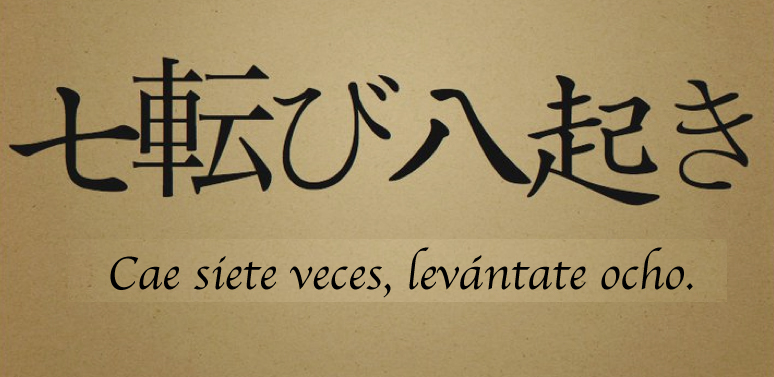 七転び八起き
Cae siete veces, levántate ocho.